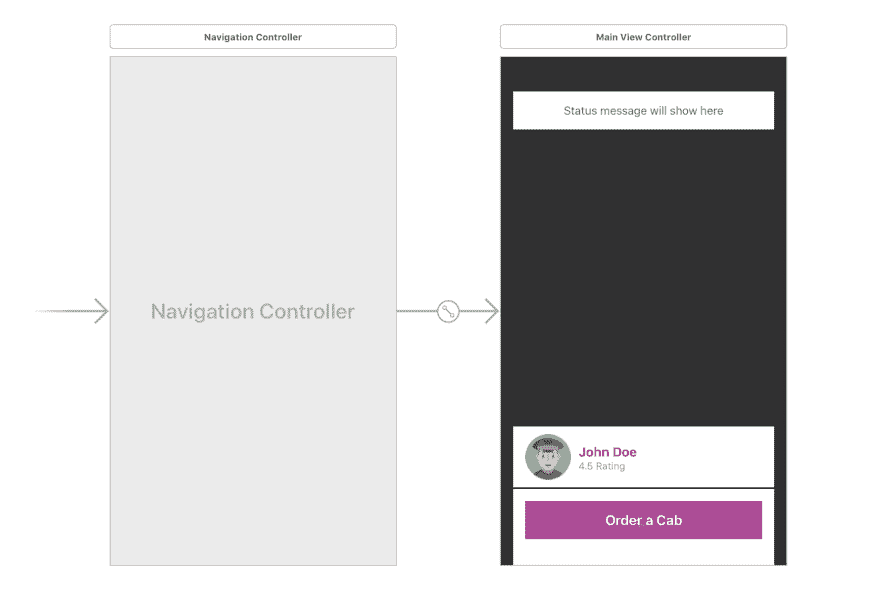 Navigation Controller
Main View Controller
Status message will show here
Navigation Controller
John Doe
4.5 Rating
Order a Cab